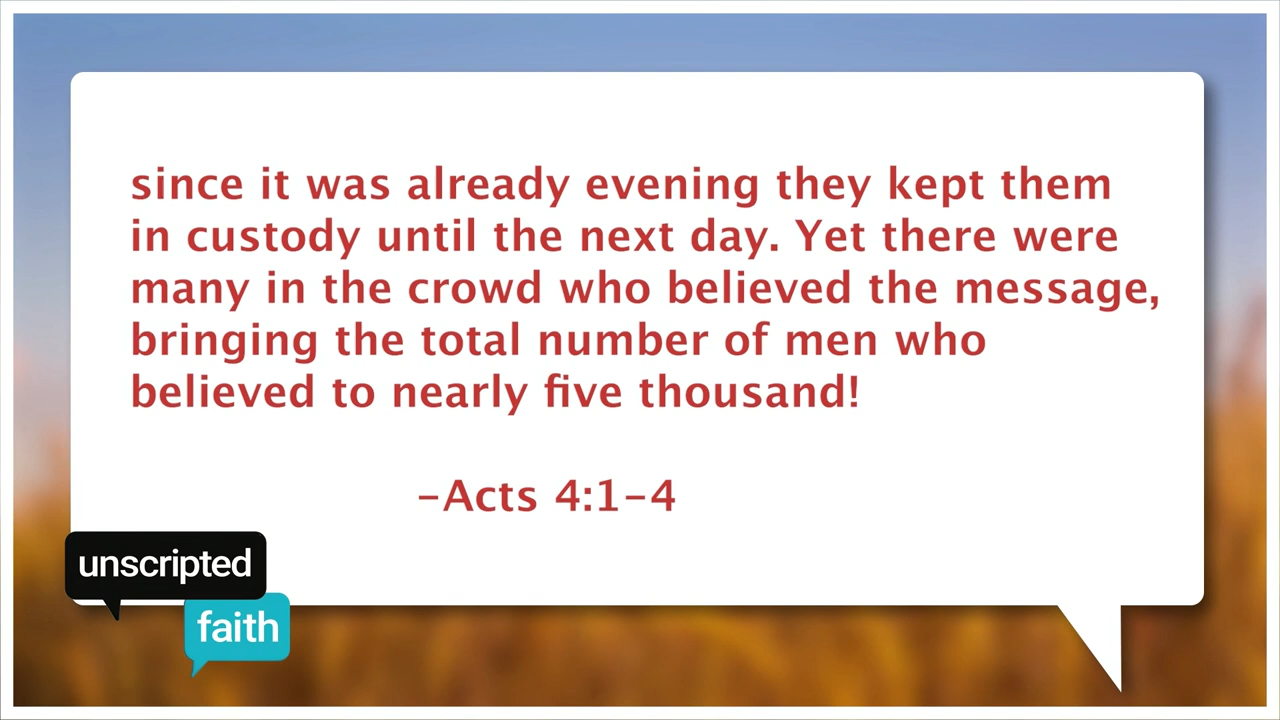 since it was already evening they kept them
in custody until the next day. Yet there were
many in the crowd who believed the message,
bringing the total number of men who
believed to nearly five thousand!
–Acts 4:1–4
unscripted
faith